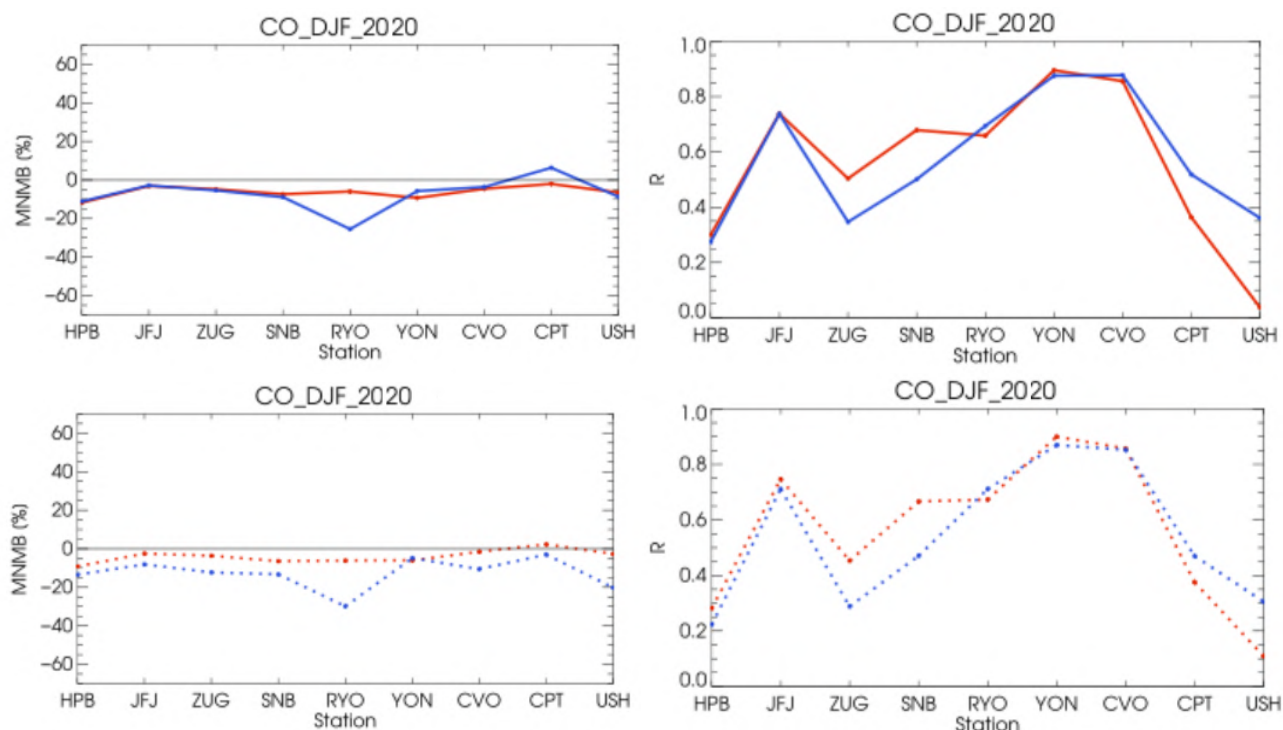 CO_DJF_2020
MNMB (%)
60
40
20
0
−20
−40
−60
HPB JFJ ZUG SNB RYO YON CVO CPT USH
Station
CO_DJF_2020
R
1.0
0.8
0.6
0.4
0.2
0.0
HPB JFJ ZUG SNB RYO YON CVO CPT USH
Station
CO_DJF_2020
MNMB (%)
60
40
20
0
−20
−40
−60
HPB JFJ ZUG SNB RYO YON CVO CPT USH
Station
CO_DJF_2020
R
1.0
0.8
0.6
0.4
0.2
0.0
HPB JFJ ZUG SNB RYO YON CVO CPT USH
Station